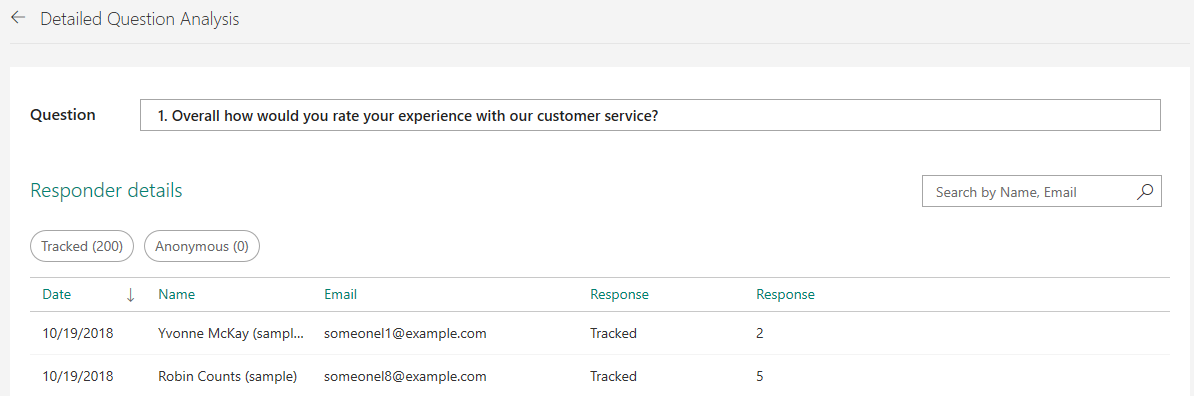 Detailed Question Analysis
Question 1. Overall how would you rate your experience with our customer service?
Responder details Search by Name, Email
Tracked (200) Anonymous (0)
Date Name Email Response Response
10/19/2018 Yvonne McKay (sampl... someonel1@example.com Tracked 2
10/19/2018 Robin Counts (sample) someonel8@example.com Tracked 5